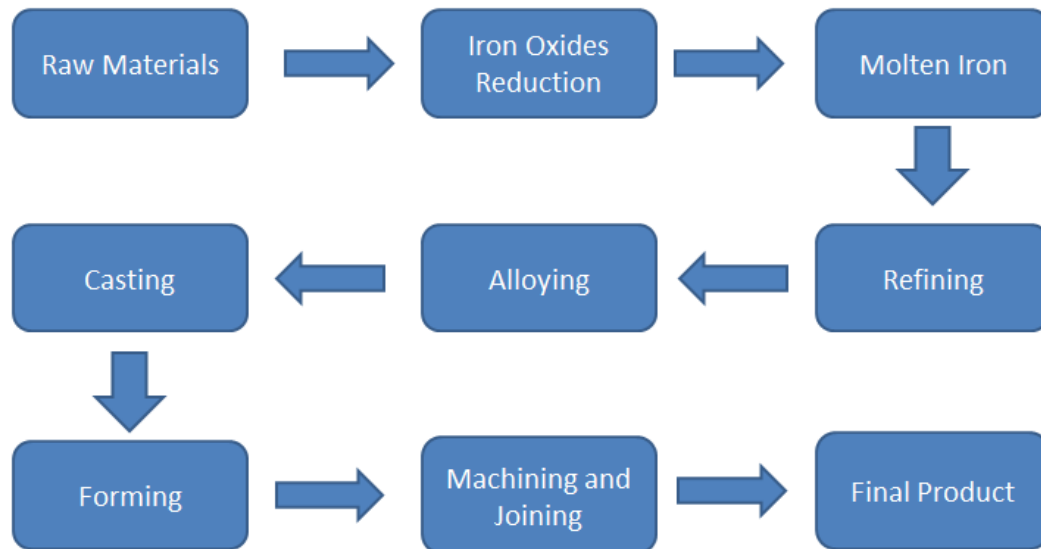 Raw Materials
Iron Oxides
Reduction
Molten Iron
Refining
Alloying
Casting
Forming
Machining and
Joining
Final Product